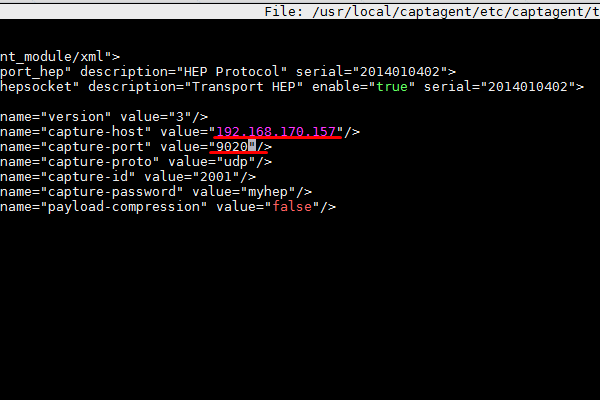 File: /usr/local/captagent/etc/captagent/t
nt_module/xml">
port_hep" description="HEP Protocol" serial="2014010402">
hepsocket" description="Transport HEP" enable="true" serial="2014010402">
name="version" value="3"/>
name="capture-host" value="192.168.170.157"/>
name="capture-port" value="9020"/>
name="capture-proto" value="udp"/>
name="capture-id" value="2001"/>
name="capture-password" value="myhep"/>
name="payload-compression" value="false"/>